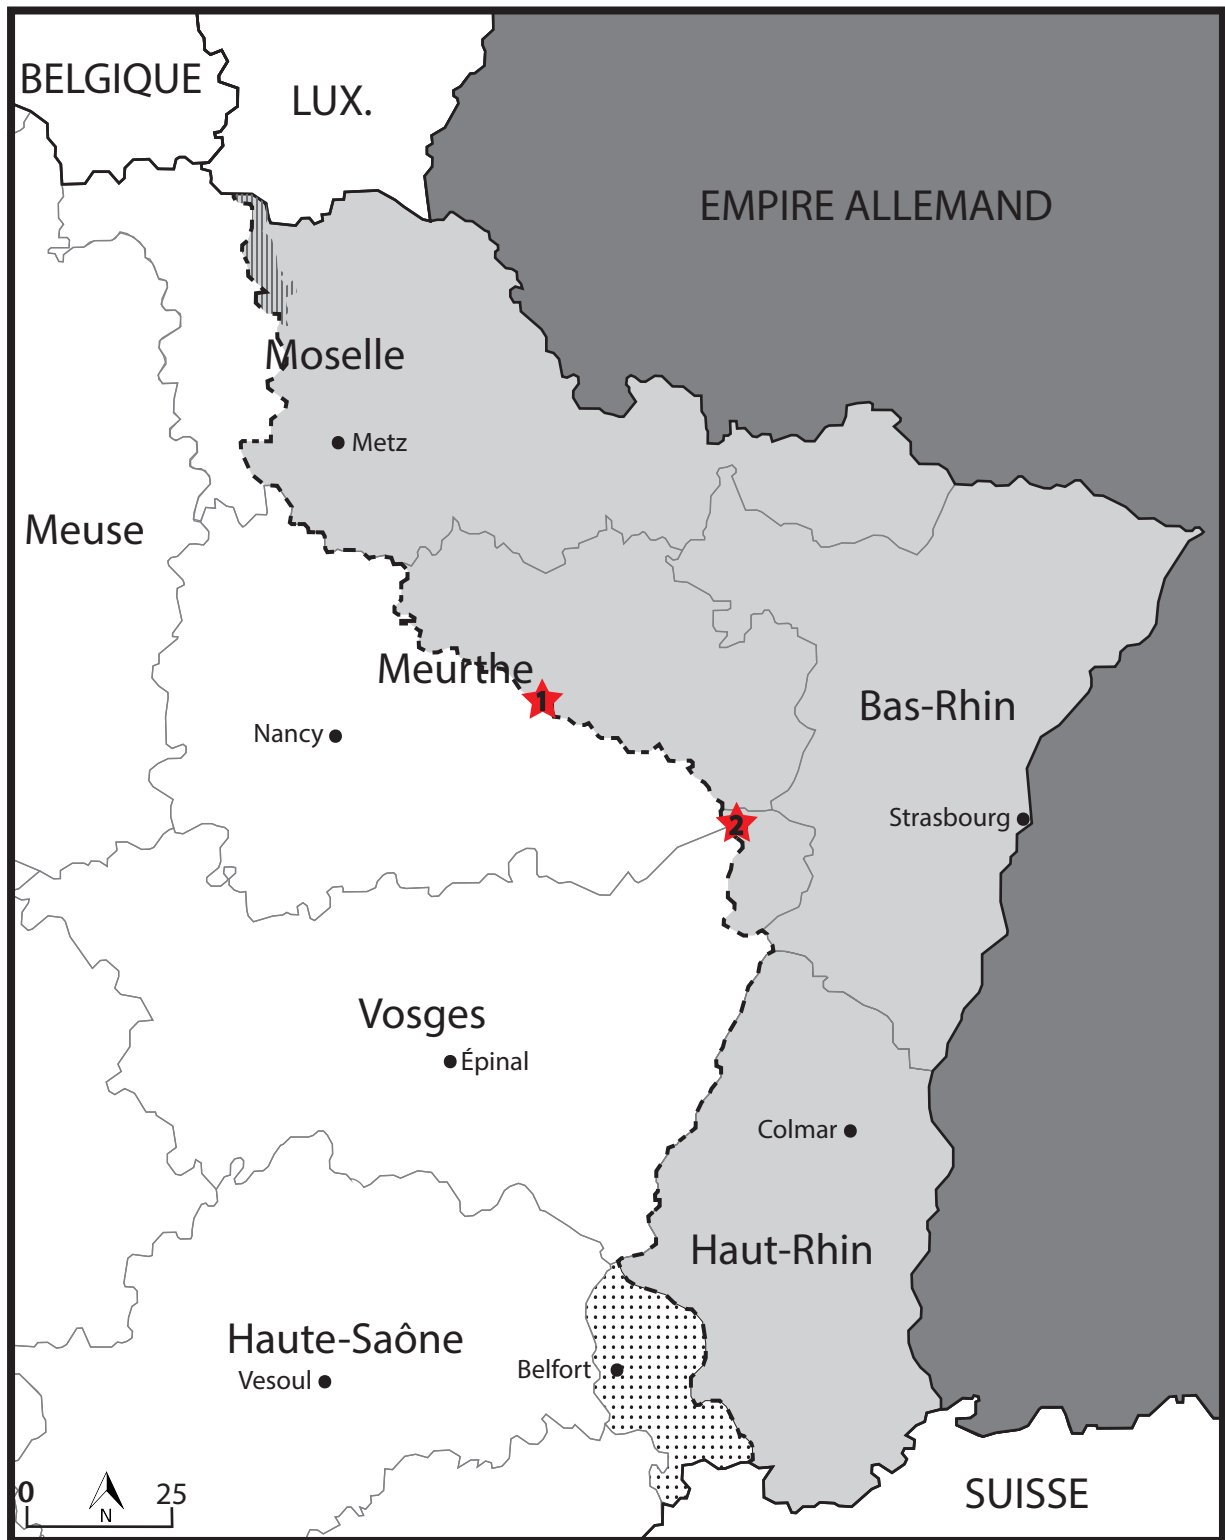 BELGIQUE
LUX.
EMPIRE ALLEMAND
Moselle
Metz
Meuse
Meurthe
1
Bas-Rhin
Nancy
Strasbourg
2
Vosges
Épinal
Colmar
Haut-Rhin
Haute-Saône
Belfort
Vesoul
0
25
N
SUISSE